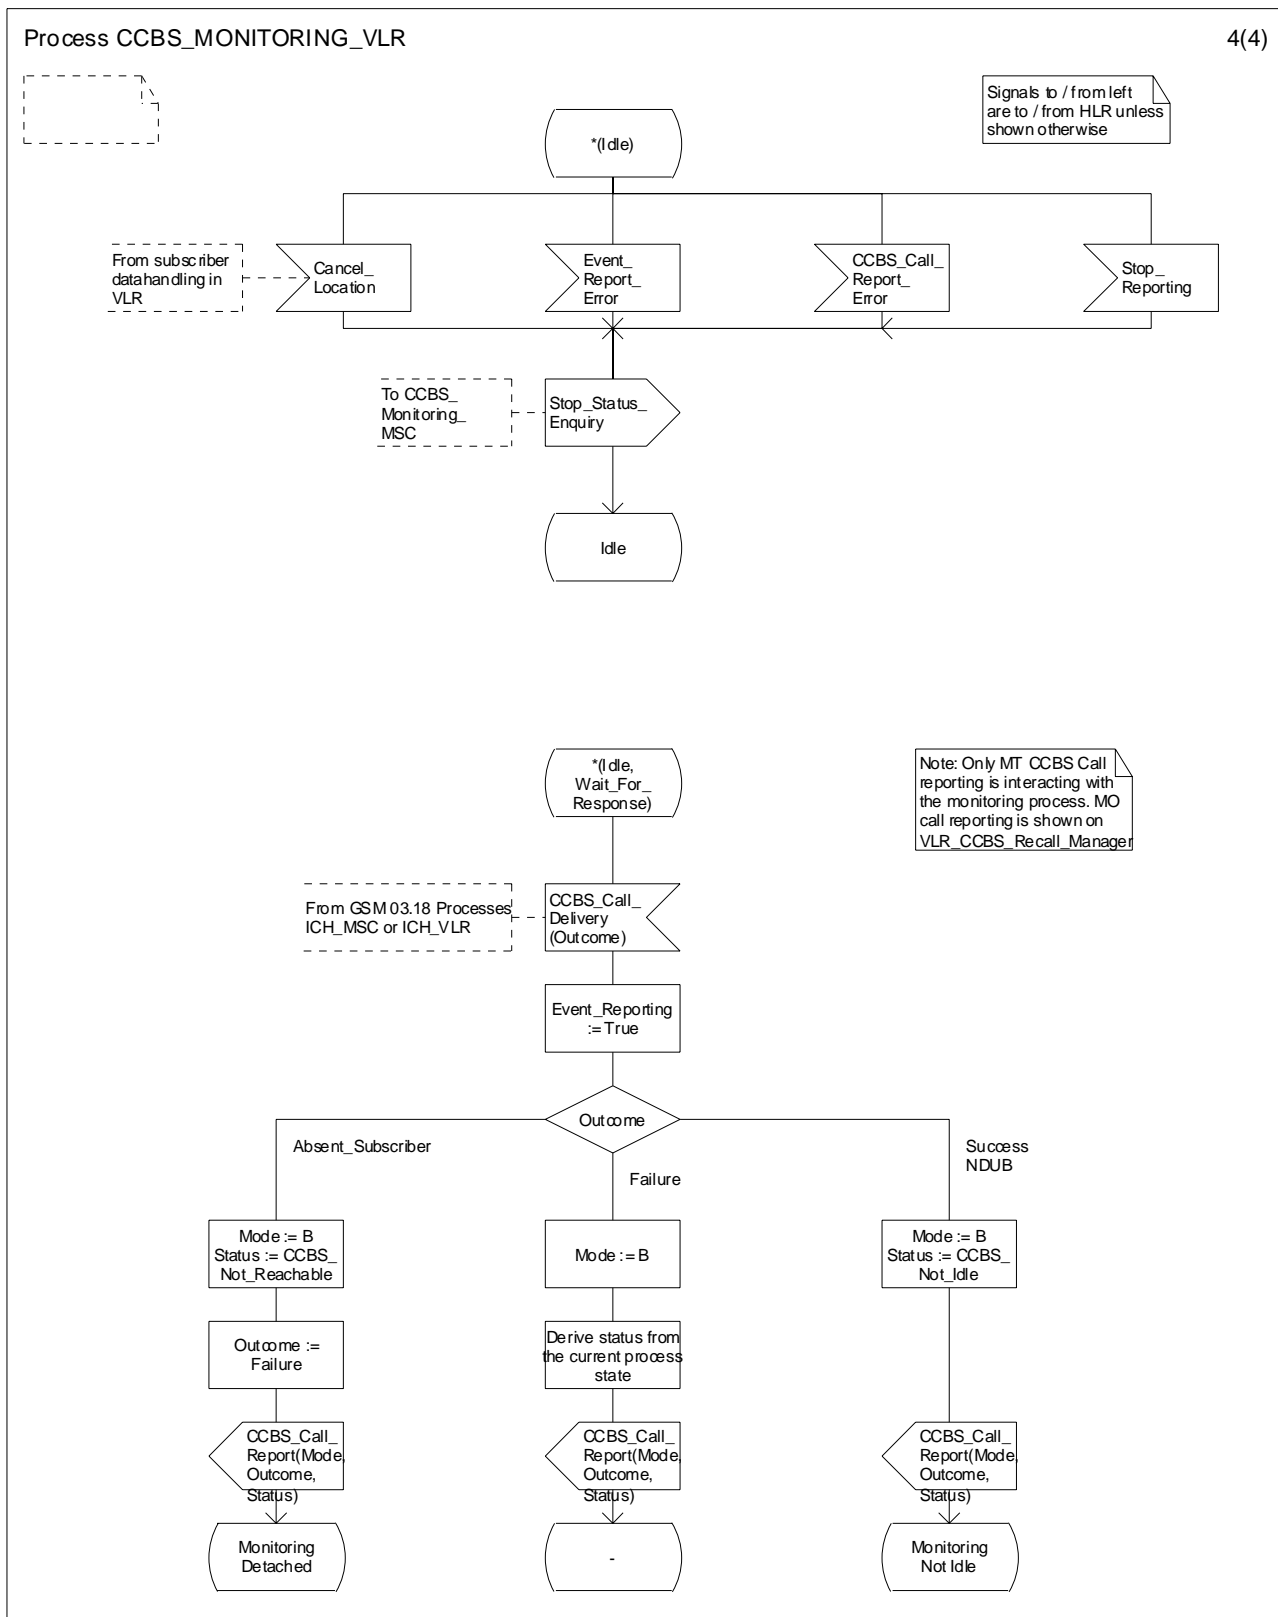 Process CCBS_MONITORING_VLR
4(4)
Signals to / from left
are to / from HLR unless
shown otherwise
*(Idle)
From subscriber
datahandling in
VLR
Cancel_
Location
Event_
Report_
Error
CCBS_Call_
Report_
Error
Stop_
Reporting
To CCBS_
Monitoring_
MSC
Stop_Status_
Enquiry
Idle
*(Idle,
Wait_For_
Response)
Note: Only MT CCBS Call
reporting is interacting with
the monitoring process. MO
call reporting is shown on
VLR_CCBS_Recall_Manager
From GSM 03.18 Processes
ICH_MSC or ICH_VLR
CCBS_Call_
Delivery
(Outcome)
Event_Reporting
:= True
Outcome
Absent_Subscriber
Failure
Success
NDUB
Mode := B
Status := CCBS_
Not_Reachable
Mode := B
Mode := B
Status := CCBS_
Not_Idle
Outcome :=
Failure
Derive status from
the current process
state
CCBS_Call_
Report(Mode,
Outcome,
Status)
CCBS_Call_
Report(Mode,
Outcome,
Status)
CCBS_Call_
Report(Mode,
Outcome,
Status)
Monitoring
Detached
-
Monitoring
Not Idle